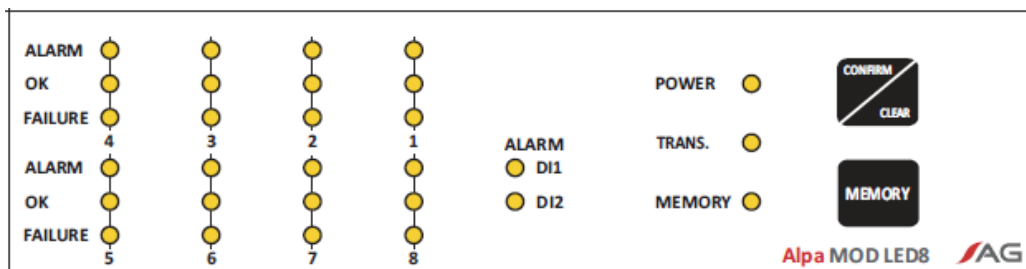 ALARM
OK
FAILURE
4 3 2 1
ALARM
OK
FAILURE
5 6 7 8
ALARM
DI1
DI2
POWER
TRANS.
MEMORY
CONFIRM
CLEAR
MEMORY
Alpa MOD LED8 AG